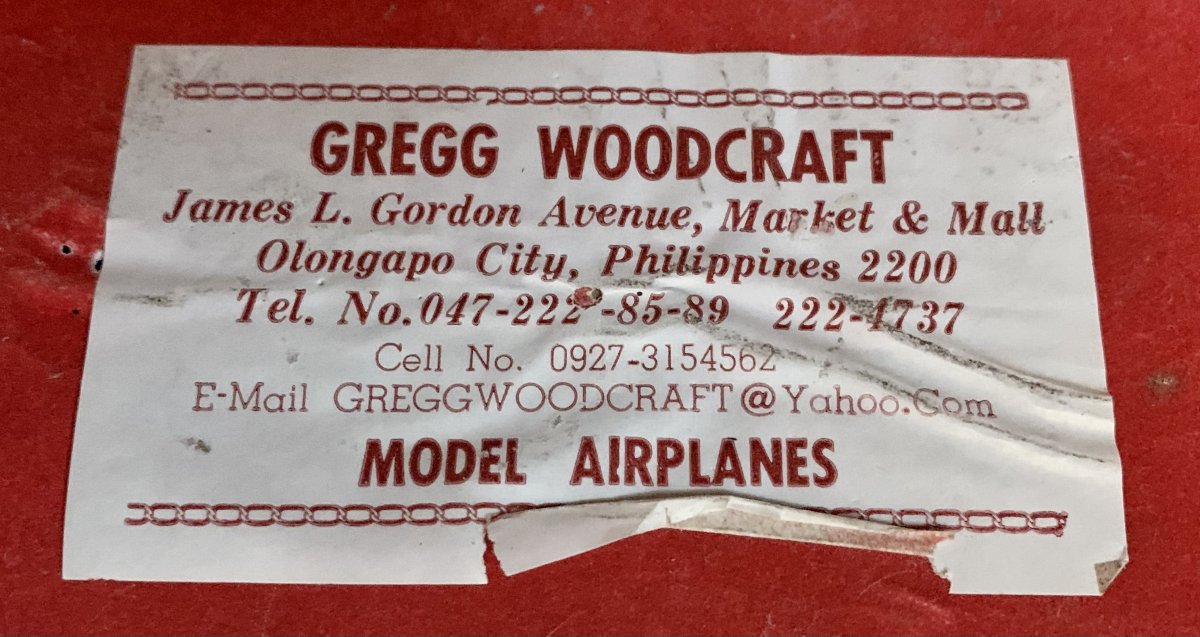 GREGG WOODCRAFT
James L. Gordon Avenue, Market & Mall
Olongapo City, Philippines 2200
Tel. No. 047-222-85-89 222-4737
Cell No. 0927-3154562
E-Mail GREGGWOODCRAFT@Yahoo.Com
MODEL AIRPLANES